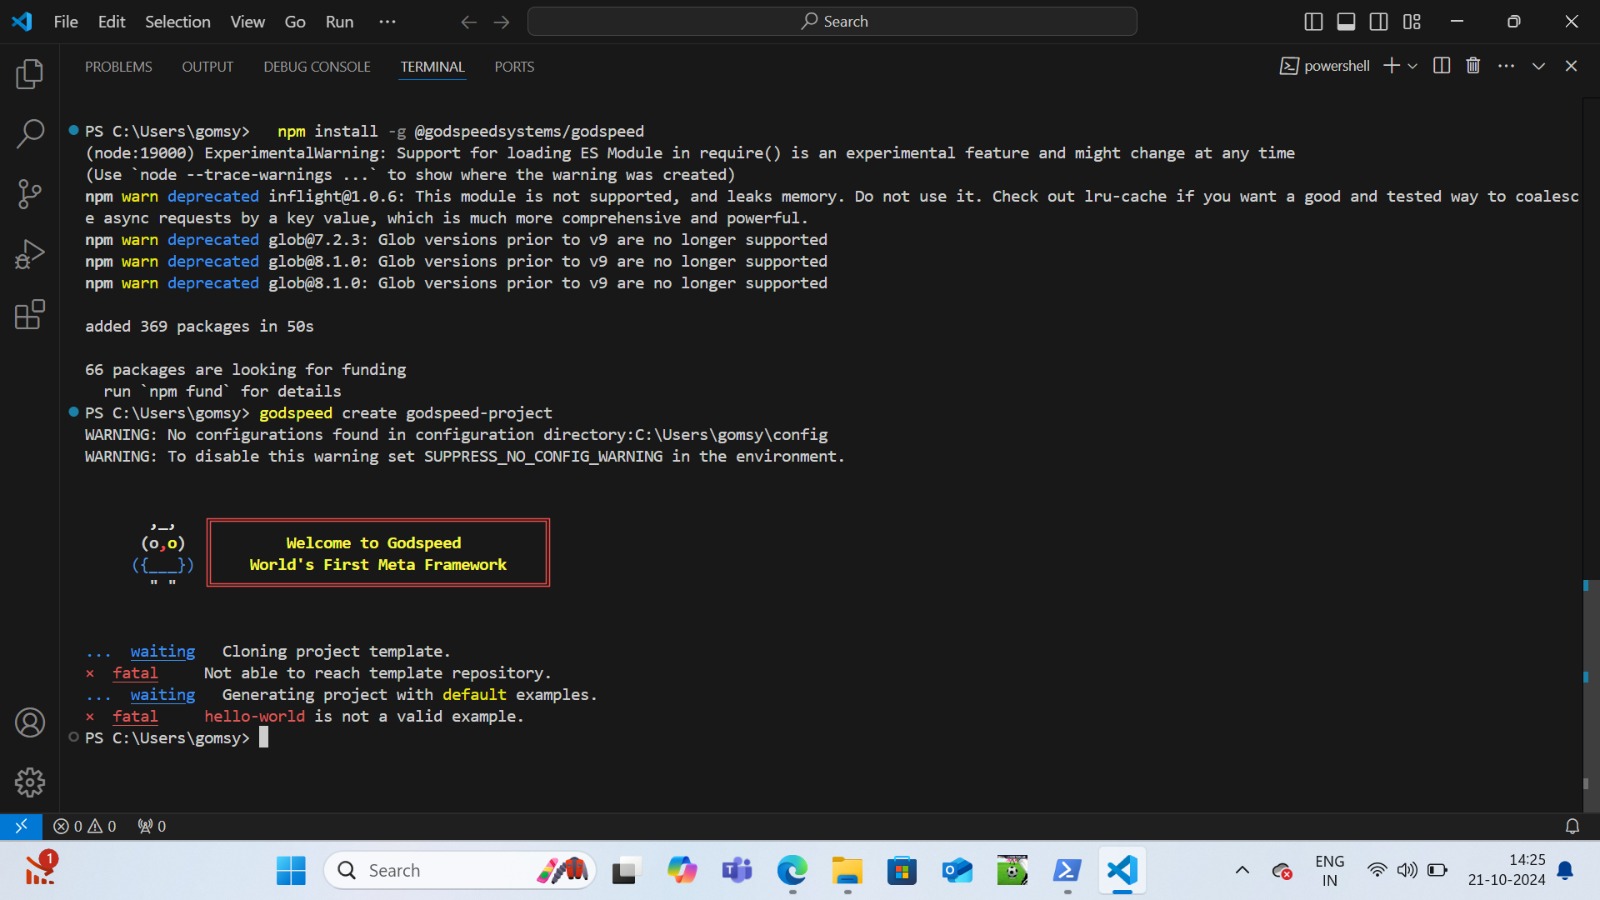 File Edit Selection View Go Run ···
Search
PROBLEMS OUTPUT DEBUG CONSOLE TERMINAL PORTS
powershell
PS C:\Users\gomsy> npm install -g @godspeedsystems/godspeed
(node:19000) ExperimentalWarning: Support for loading ES Module in require() is an experimental feature and might change at any time
(Use `node --trace-warnings ...` to show where the warning was created)
npm warn deprecated inflight@1.0.6: This module is not supported, and leaks memory. Do not use it. Check out lru-cache if you want a good and tested way to coalesc
e async requests by a key value, which is much more comprehensive and powerful.
npm warn deprecated glob@7.2.3: Glob versions prior to v9 are no longer supported
npm warn deprecated glob@8.1.0: Glob versions prior to v9 are no longer supported
npm warn deprecated glob@8.1.0: Glob versions prior to v9 are no longer supported
added 369 packages in 50s
66 packages are looking for funding
run `npm fund` for details
PS C:\Users\gomsy> godspeed create godspeed-project
WARNING: No configurations found in configuration directory:C:\Users\gomsy\config
WARNING: To disable this warning set SUPPRESS_NO_CONFIG_WARNING in the environment.
,_,
(o,o)
({___})
" "
Welcome to Godspeed
World's First Meta Framework
... waiting Cloning project template.
× fatal Not able to reach template repository.
... waiting Generating project with default examples.
× fatal hello-world is not a valid example.
PS C:\Users\gomsy>
0 0 0
1
Search
ENG
IN
14:25
21-10-2024